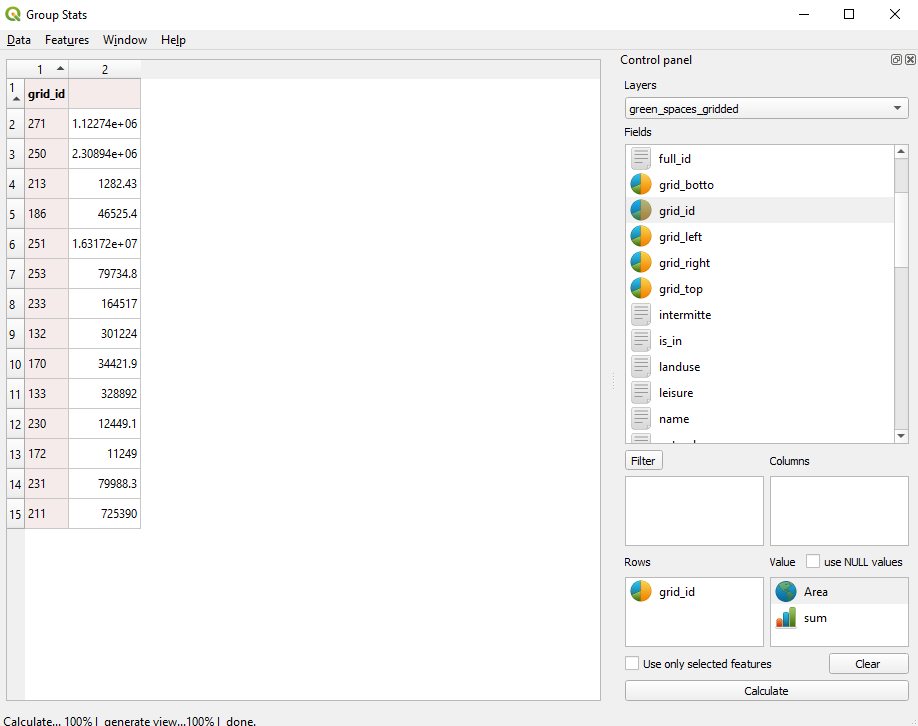 Group Stats
Data Features Window Help
1 2
1 grid_id
2 271 1.12274e+06
3 250 2.30894e+06
4 213 1282.43
5 186 46525.4
6 251 1.63172e+07
7 253 79734.8
8 233 164517
9 132 301224
10 170 34421.9
11 133 328892
12 230 12449.1
13 172 11249
14 231 79988.3
15 211 725390
Control panel
Layers
green_spaces_gridded
Fields
full_id
grid_botto
grid_id
grid_left
grid_right
grid_top
intermitte
is_in
landuse
leisure
name
Filter Columns
Rows Value use NULL values
grid_id Area
sum
Use only selected features Clear
Calculate
Calculate... 100% | generate view...100% | done.